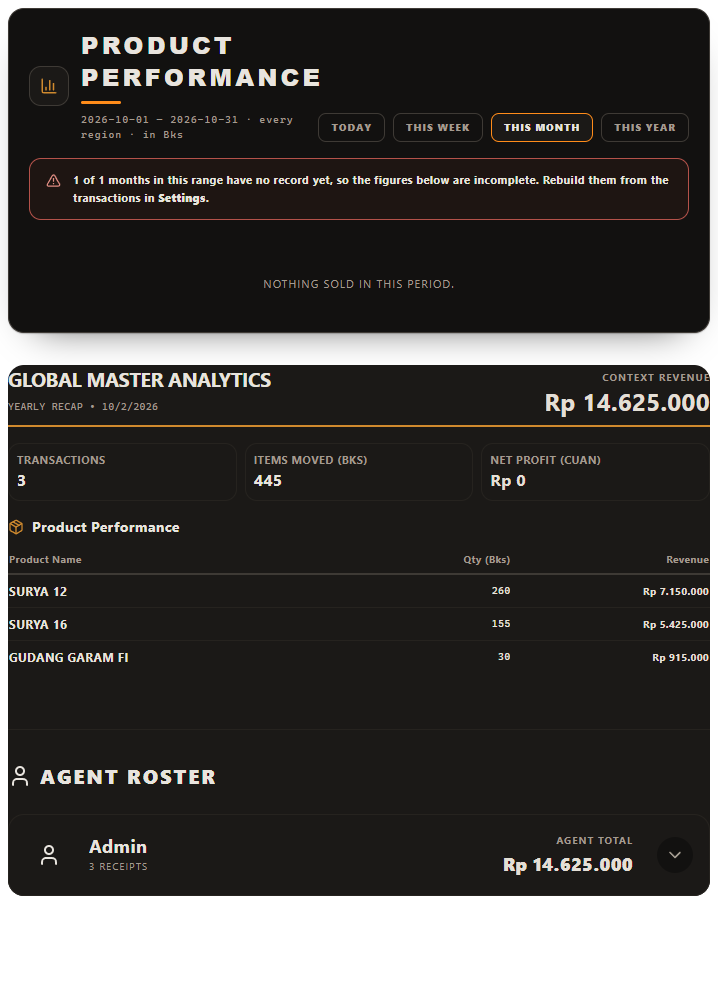 PRODUCT
PERFORMANCE
2026-10-01 — 2026-10-31 · every
region · in Bks
TODAY
THIS WEEK
THIS MONTH
THIS YEAR
1 of 1 months in this range have no record yet, so the figures below are incomplete. Rebuild them from the
transactions in Settings.
NOTHING SOLD IN THIS PERIOD.
GLOBAL MASTER ANALYTICS
YEARLY RECAP • 10/2/2026
CONTEXT REVENUE
Rp 14.625.000
TRANSACTIONS
3
ITEMS MOVED (BKS)
445
NET PROFIT (CUAN)
Rp 0
Product Performance
Product Name Qty (Bks) Revenue
SURYA 12 260 Rp 7.150.000
SURYA 16 155 Rp 5.425.000
GUDANG GARAM FI 30 Rp 915.000
AGENT ROSTER
Admin
3 RECEIPTS
AGENT TOTAL
Rp 14.625.000